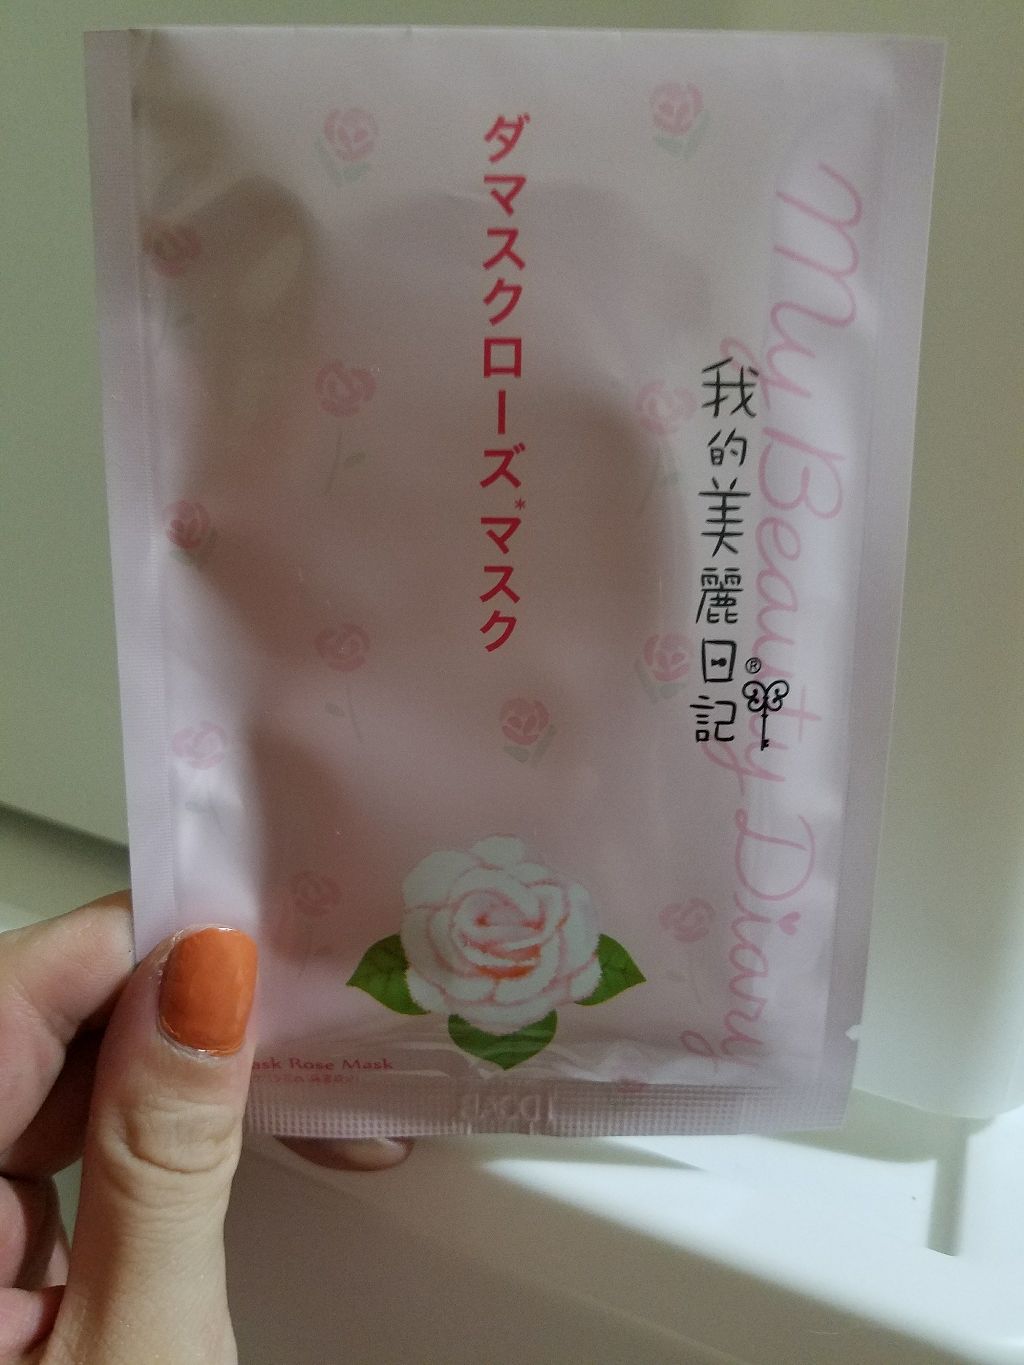 ダマスクローズ*マスク
My Beauty Diary
我的美麗日記®
ask Rose Mask